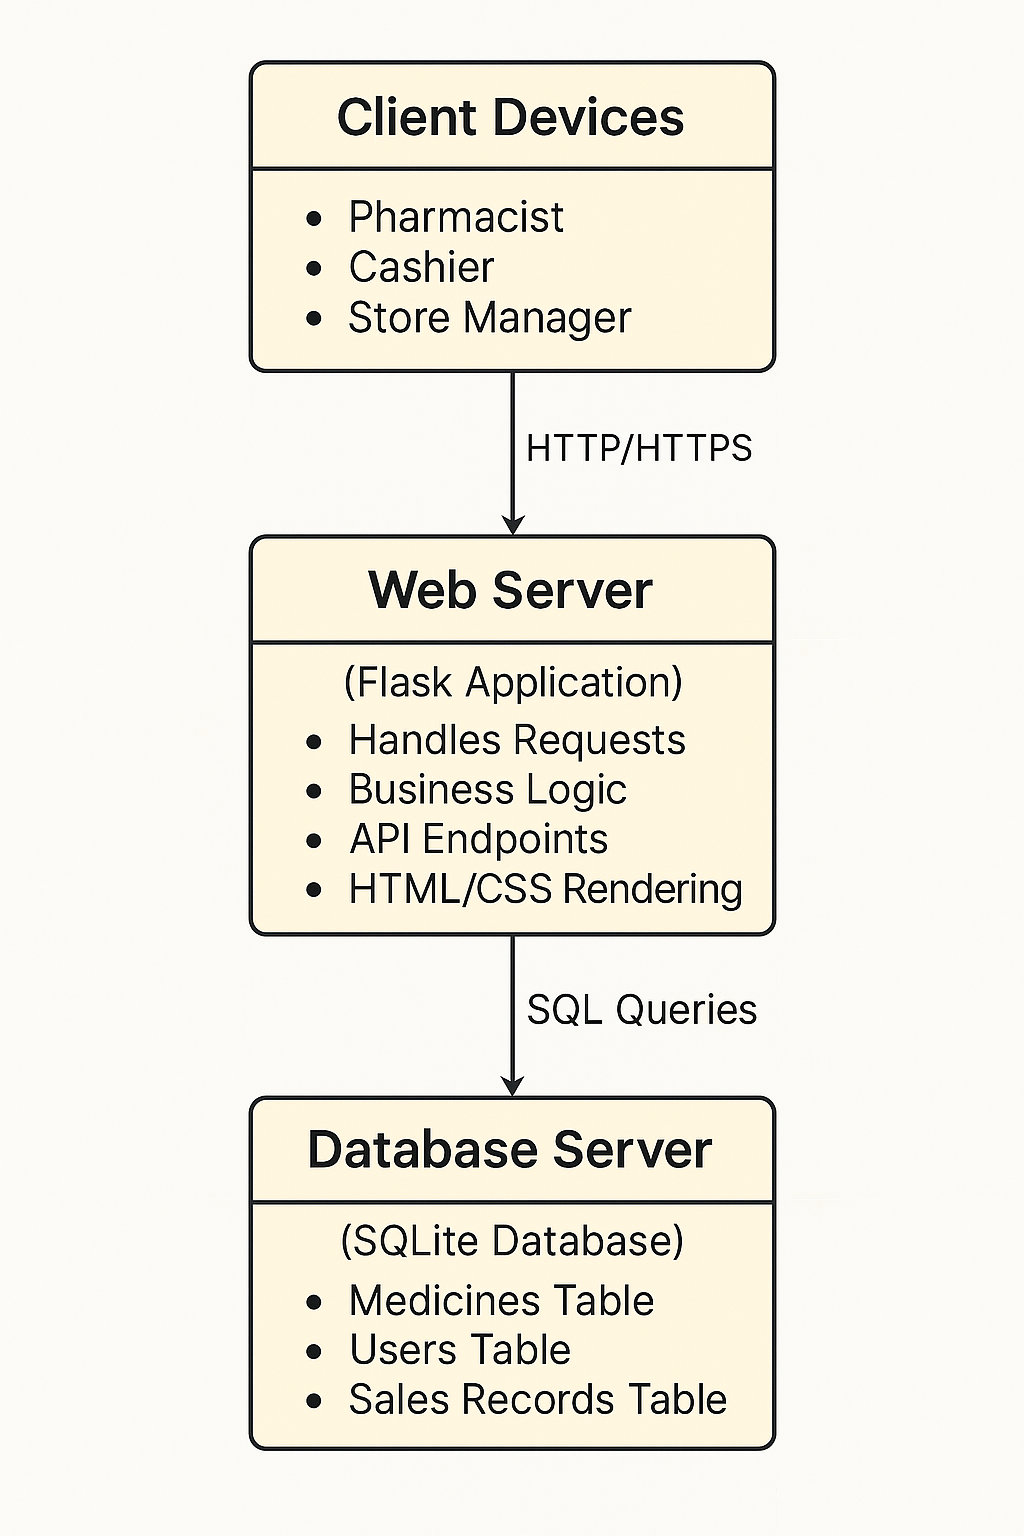 Client Devices
• Pharmacist
• Cashier
• Store Manager
HTTP/HTTPS
Web Server
(Flask Application)
• Handles Requests
• Business Logic
• API Endpoints
• HTML/CSS Rendering
SQL Queries
Database Server
(SQLite Database)
• Medicines Table
• Users Table
• Sales Records Table